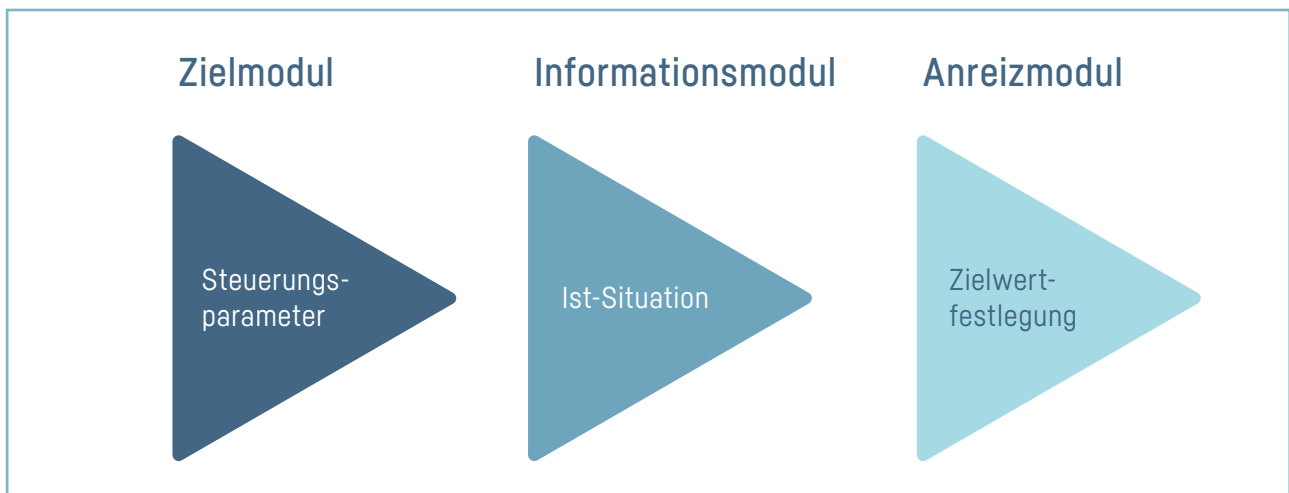 Zielmodul
Informationsmodul
Anreizmodul
Steuerungs-
parameter
Ist-Situation
Zielwert-
festlegung